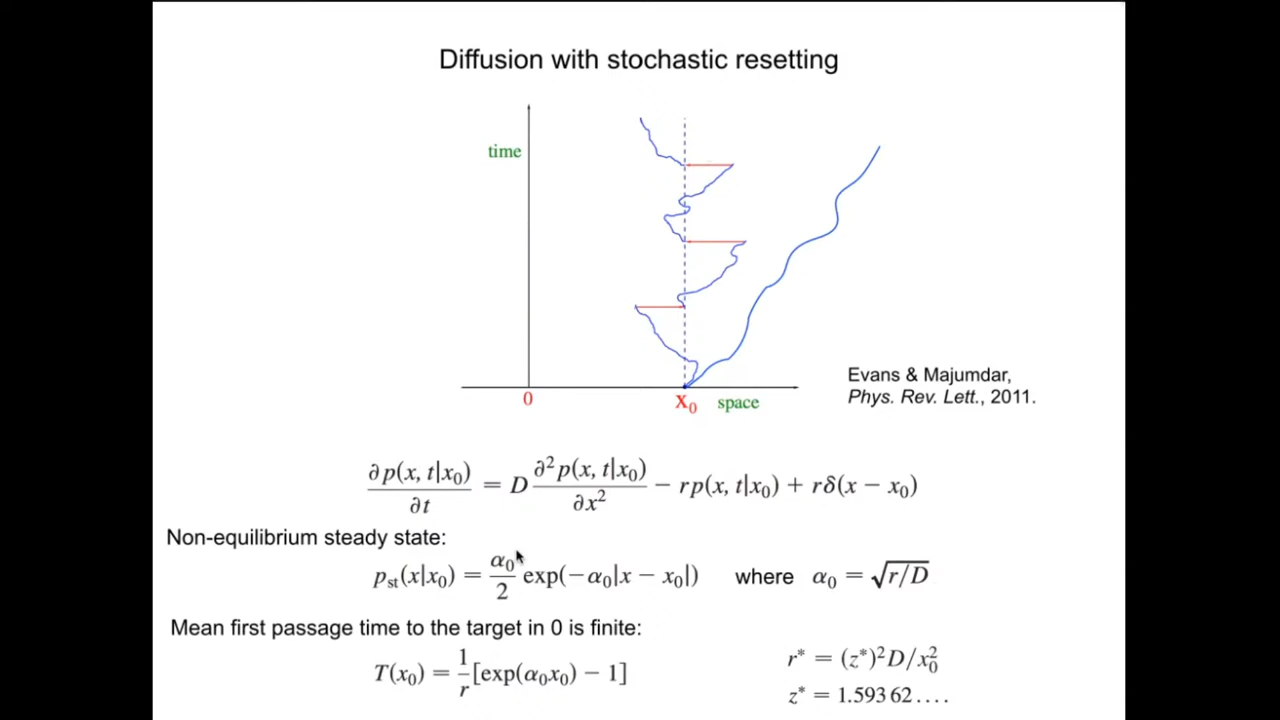 Diffusion with stochastic resetting
time
0
X₀
space
Evans & Majumdar,
Phys. Rev. Lett., 2011.
∂p(x, t|x₀)/∂t = D ∂²p(x, t|x₀)/∂x² − rp(x, t|x₀) + rδ(x − x₀)
Non-equilibrium steady state:
p_st(x|x₀) = α₀/2 exp(−α₀|x − x₀|) where α₀ = √r/D
Mean first passage time to the target in 0 is finite:
T(x₀) = 1/r [exp(α₀x₀) − 1]
r* = (z*)²D/x₀²
z* = 1.593 62....